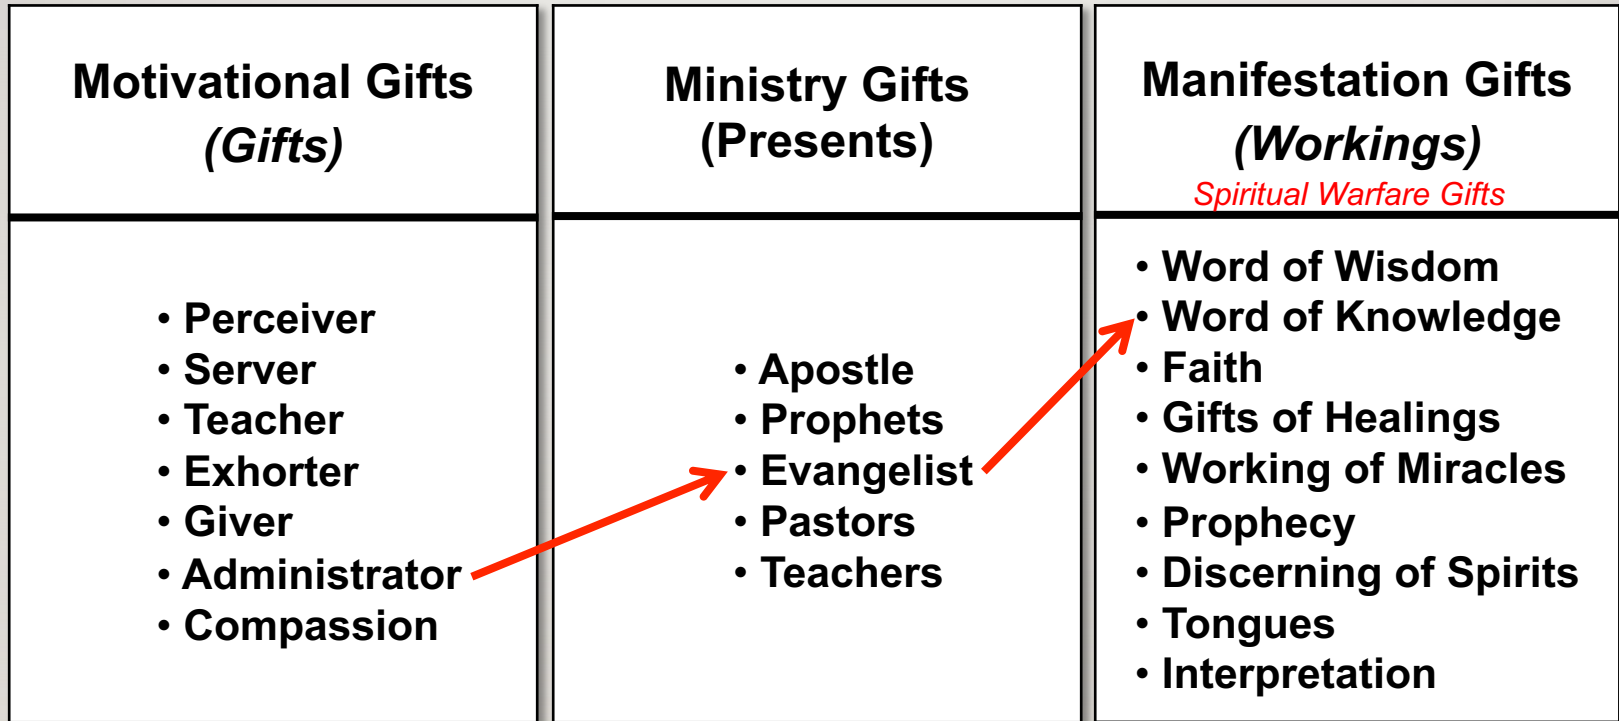 Motivational Gifts
(Gifts)
• Perceiver
• Server
• Teacher
• Exhorter
• Giver
• Administrator
• Compassion
Ministry Gifts
(Presents)
• Apostle
• Prophets
• Evangelist
• Pastors
• Teachers
Manifestation Gifts
(Workings)
Spiritual Warfare Gifts
• Word of Wisdom
• Word of Knowledge
• Faith
• Gifts of Healings
• Working of Miracles
• Prophecy
• Discerning of Spirits
• Tongues
• Interpretation